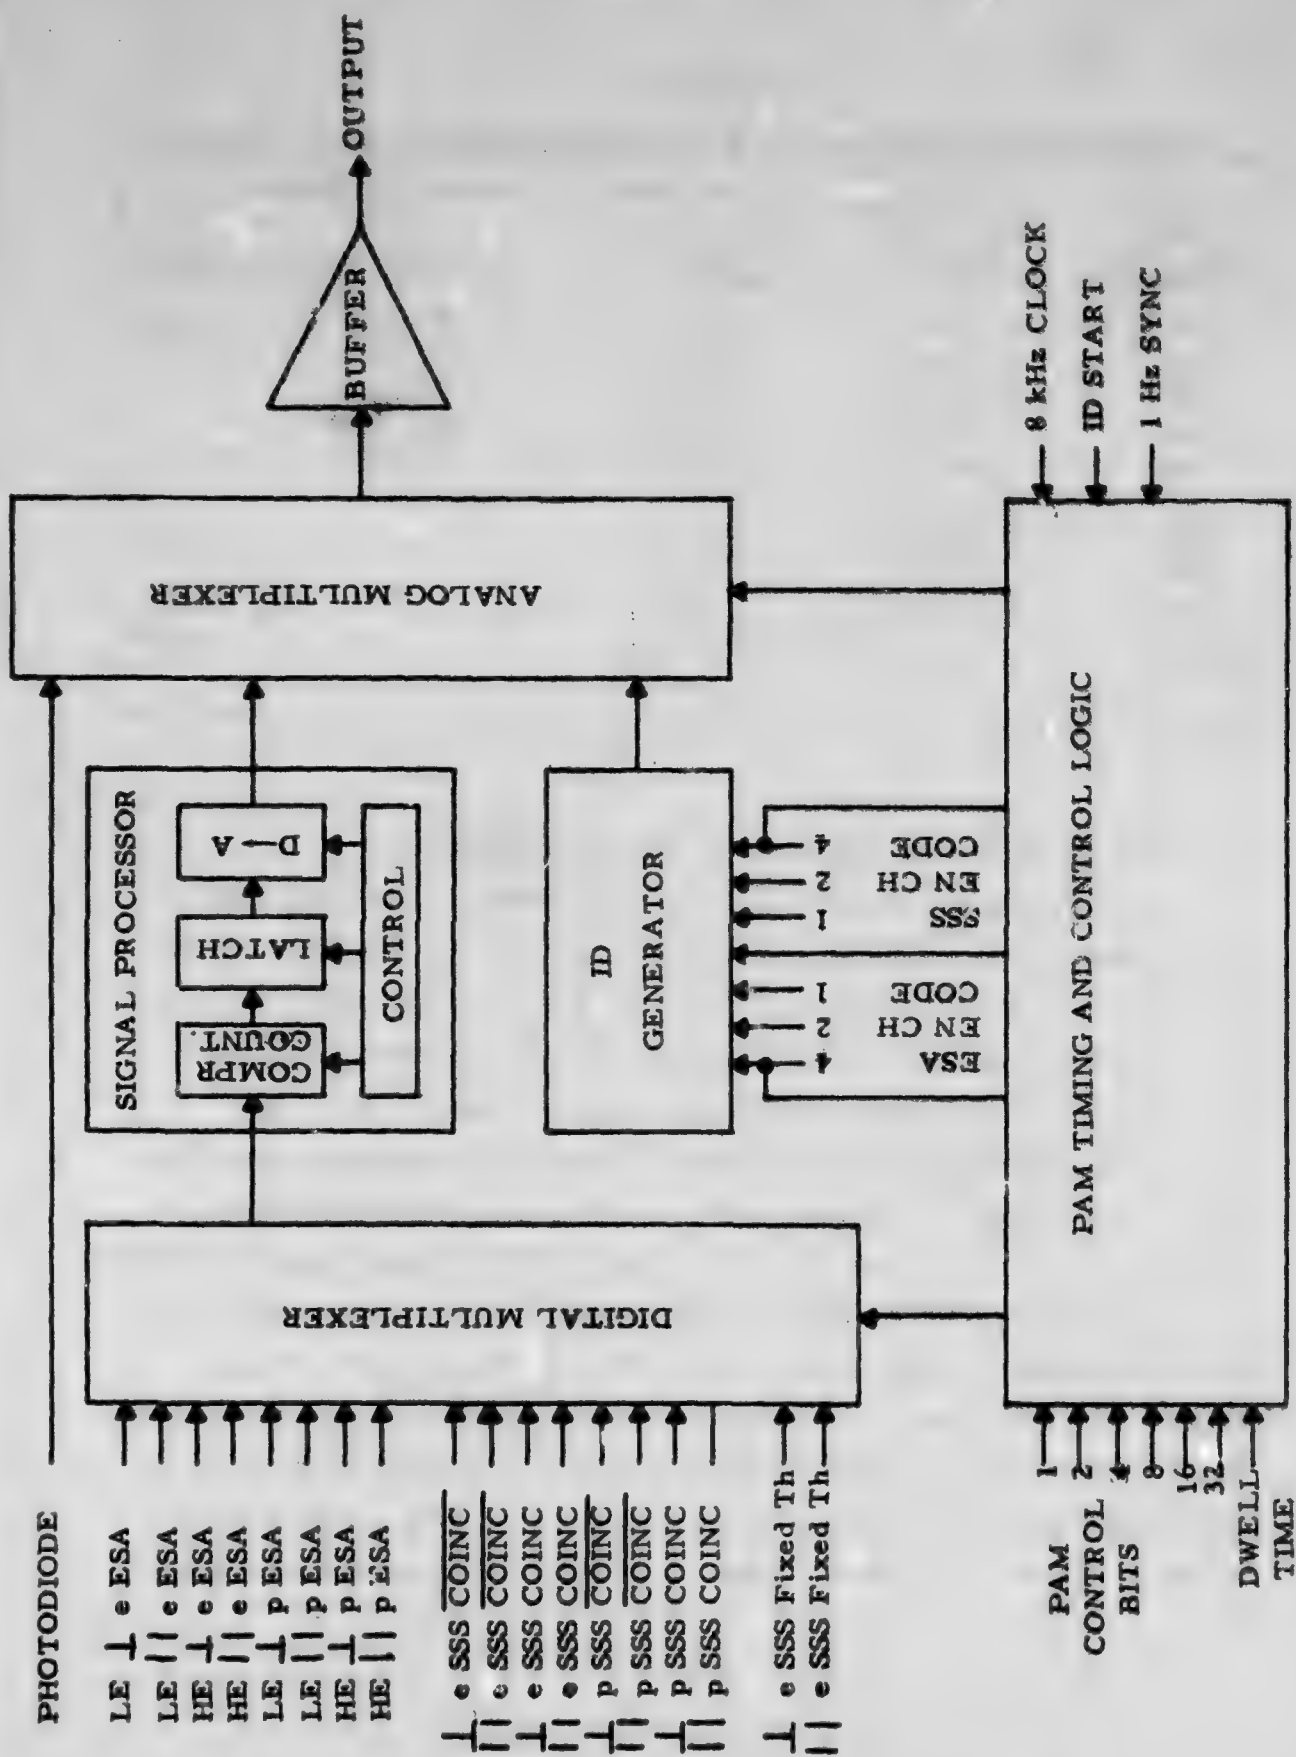 PHOTODIODE
LE ⊥ e ESA
LE || e ESA
HE ⊥ e ESA
HE || e ESA
LE ⊥ p ESA
LE || p ESA
HE ⊥ p ESA
HE || p ESA
⊥ e SSS C̅O̅I̅N̅C̅
|| e SSS C̅O̅I̅N̅C̅
⊥ e SSS COINC
|| e SSS COINC
⊥ p SSS C̅O̅I̅N̅C̅
|| p SSS C̅O̅I̅N̅C̅
⊥ p SSS COINC
|| p SSS COINC
⊥ e SSS Fixed Th
|| e SSS Fixed Th
DIGITAL MULTIPLEXER
SIGNAL PROCESSOR
COMPR
COUNT.
LATCH
D—A
CONTROL
ID
GENERATOR
4
2
1
1
2
4
ESA
EN CH
CODE
SSS
EN CH
CODE
ANALOG MULTIPLEXER
BUFFER
OUTPUT
PAM
CONTROL
BITS
1
2
4
8
16
32
DWELL
TIME
PAM TIMING AND CONTROL LOGIC
8 kHz CLOCK
ID START
1 Hz SYNC